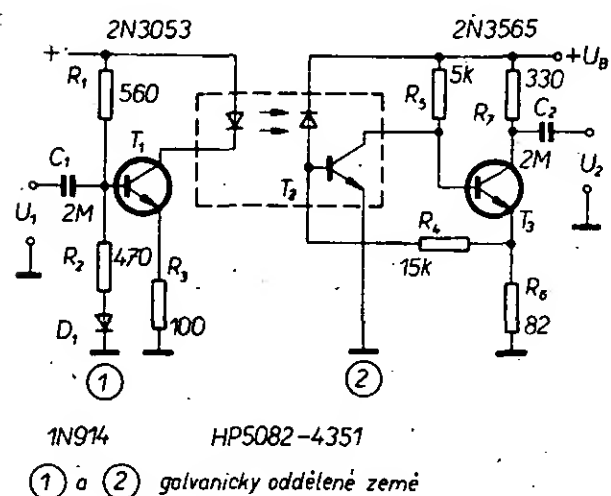 2N3053
2N3565
+
+U_B
R₁
560
5k
R₅
R₇
330
C₂
2M
C₁
2M
T₁
T₂
T₃
U₁
U₂
R₂
470
R₃
100
R₄
15k
R₆
82
D₁
1
2
1N914
HP5082-4351
1 a 2 galvanicky oddělené země